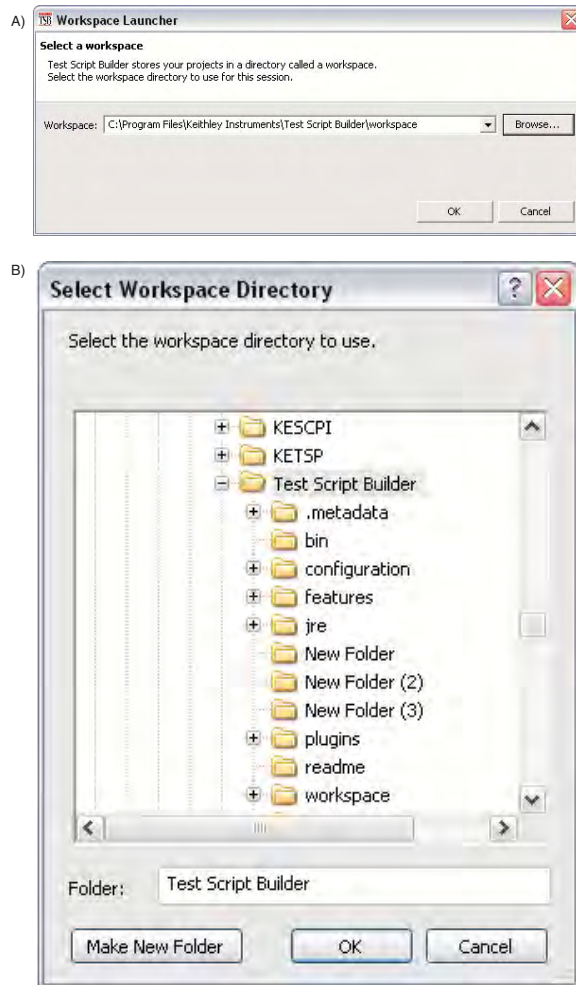 A)
TSB Workspace Launcher
Select a workspace
Test Script Builder stores your projects in a directory called a workspace.
Select the workspace directory to use for this session.
Workspace: C:\Program Files\Keithley Instruments\Test Script Builder\workspace Browse...
OK Cancel
B)
Select Workspace Directory ?
Select the workspace directory to use.
KESCPI
KETSP
Test Script Builder
.metadata
bin
configuration
features
jre
New Folder
New Folder (2)
New Folder (3)
plugins
readme
workspace
Folder: Test Script Builder
Make New Folder OK Cancel